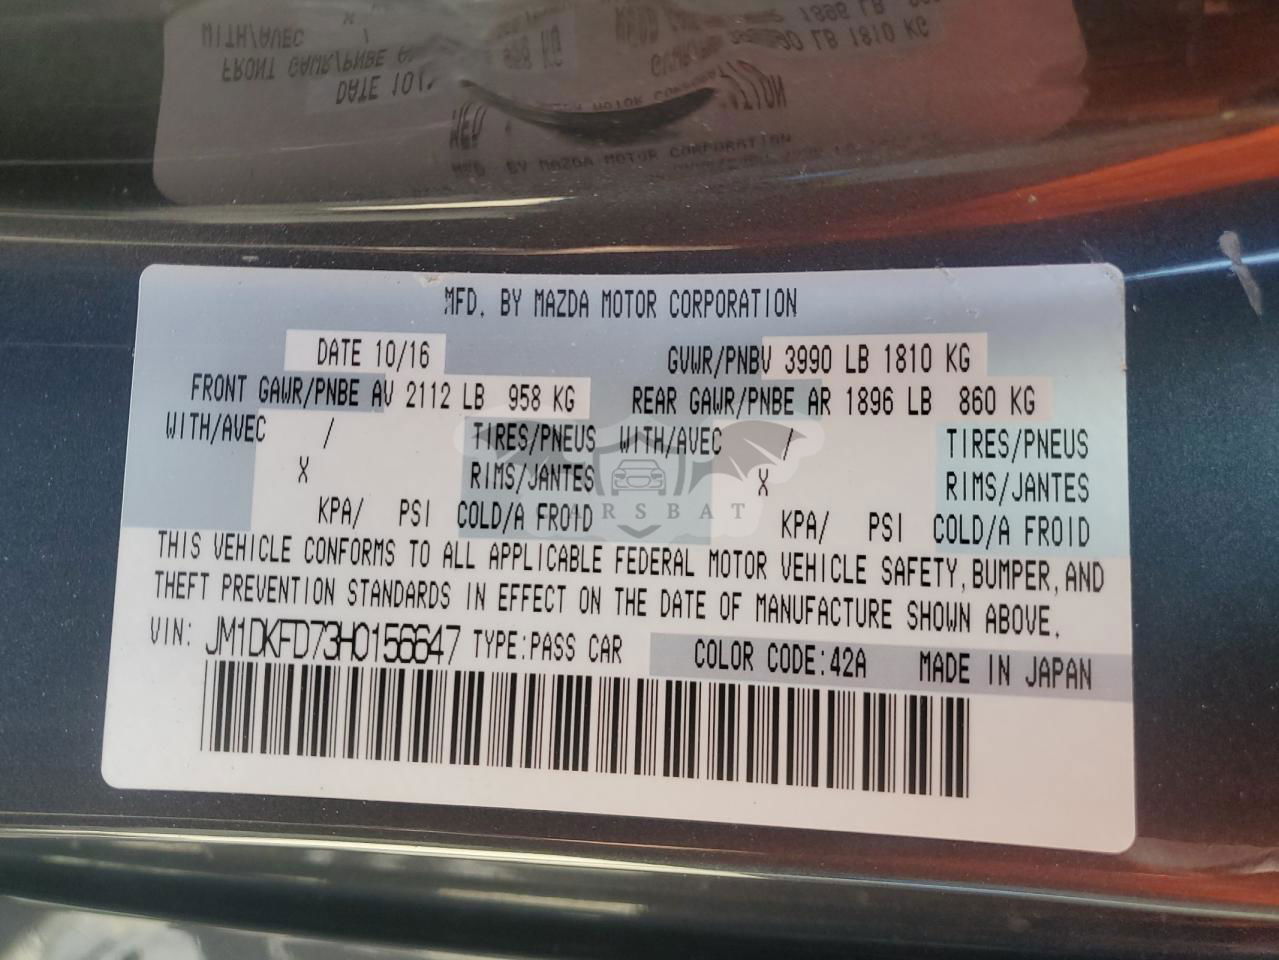 MFD. BY MAZDA MOTOR CORPORATION
DATE 10/16 GVWR/PNBV 3990 LB 1810 KG
FRONT GAWR/PNBE AV 2112 LB 958 KG REAR GAWR/PNBE AR 1896 LB 860 KG
WITH/AVEC / TIRES/PNEUS WITH/AVEC / TIRES/PNEUS
X RIMS/JANTES X RIMS/JANTES
KPA/ PSI COLD/A FROID KPA/ PSI COLD/A FROID
THIS VEHICLE CONFORMS TO ALL APPLICABLE FEDERAL MOTOR VEHICLE SAFETY, BUMPER, AND
THEFT PREVENTION STANDARDS IN EFFECT ON THE DATE OF MANUFACTURE SHOWN ABOVE.
VIN: JM1DKFD73H0156647 TYPE:PASS CAR COLOR CODE:42A MADE IN JAPAN